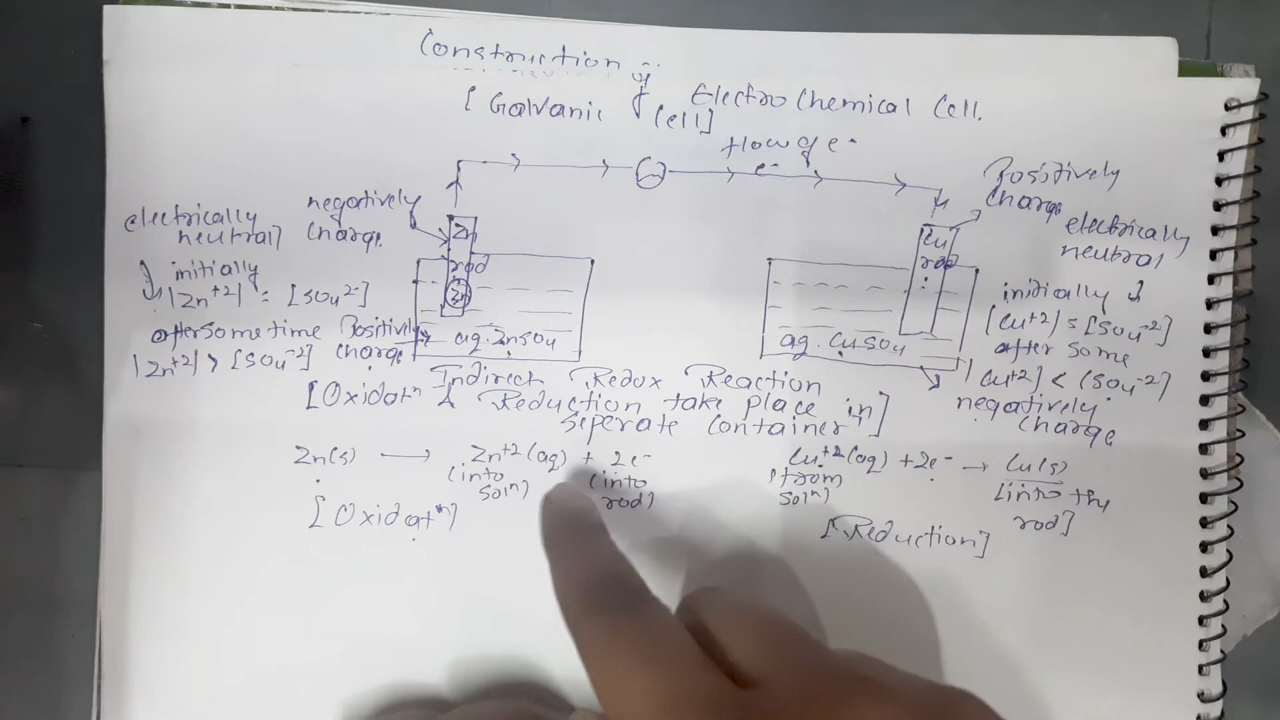 Construction of
Electro Chemical Cell.
[Galvanic Cell]
flow of e-
e-
Positively
Charge
electrically
neutral
negatively
Charge
electrically
neutral
Zn
rod
Zn
Cu
rod
initially
|Zn+2| = [SO4 2-]
after some time
|Zn+2| > [SO4-2]
Positively
Charge
aq. ZnSO4
aq. CuSO4
initially
|Cu+2] = [SO4-2]
after some
|Cu+2] < (SO4-2]
negatively
Charge
Indirect Redox Reaction
[Oxidatn & Reduction take place in
Seperate Container]
Zn(s) → Zn+2(aq) + 2e-
(into
soln)
(into
rod)
[Oxidatn]
Cu+2(aq) + 2e- → Cu(s)
(from
soln)
[into the
rod]
[Reduction]